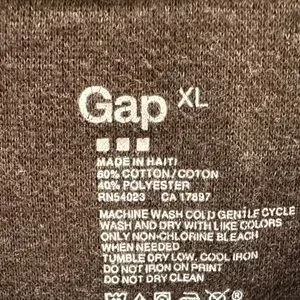 Gap XL
MADE IN HAITI
60% COTTON/COTON
40% POLYESTER
RN54023 CA 17897
MACHINE WASH COLD GENTLE CYCLE
WASH AND DRY WITH LIKE COLORS
ONLY NON-CHLORINE BLEACH
WHEN NEEDED
TUMBLE DRY LOW, COOL IRON
DO NOT IRON ON PRINT
DO NOT DRY CLEAN